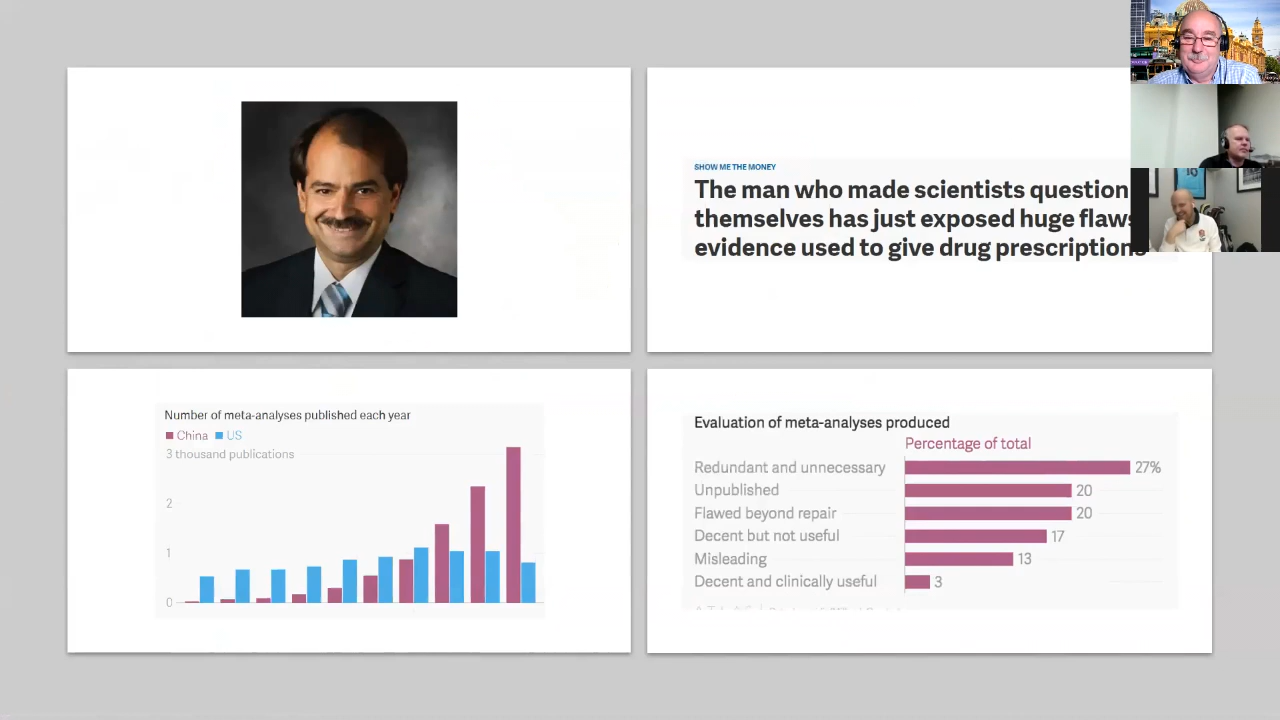 SHOW ME THE MONEY
The man who made scientists question
themselves has just exposed huge flaws
evidence used to give drug prescriptions
Number of meta-analyses published each year
China US
3 thousand publications
2
1
0
Evaluation of meta-analyses produced
Percentage of total
Redundant and unnecessary 27%
Unpublished 20
Flawed beyond repair 20
Decent but not useful 17
Misleading 13
Decent and clinically useful 3